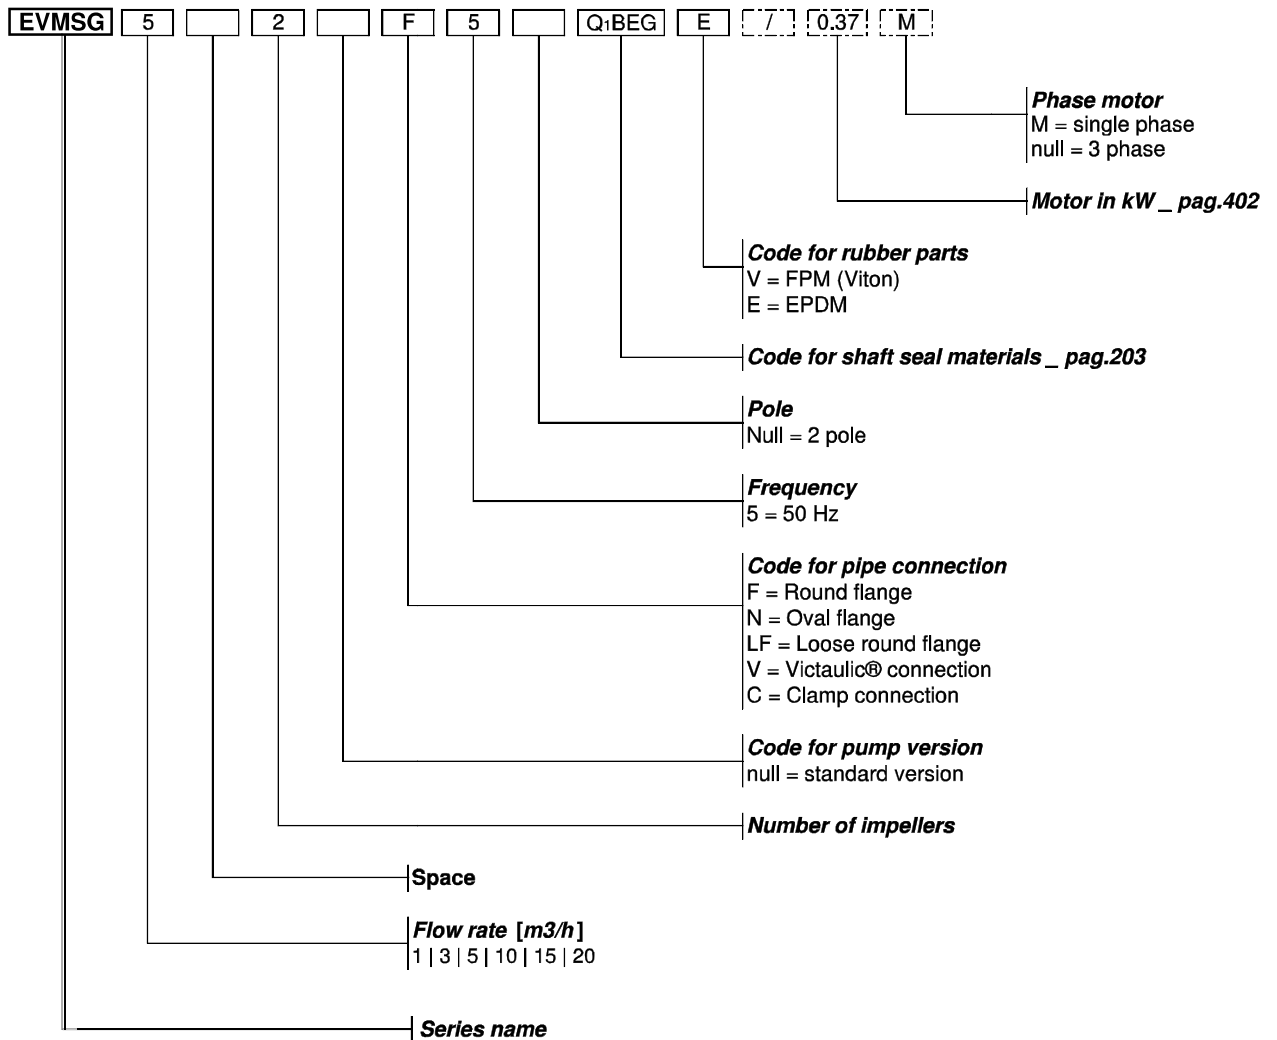 EVMSG 5 2 F 5 Q1BEG E / 0.37 M
Phase motor
M = single phase
null = 3 phase
Motor in kW _ pag.402
Code for rubber parts
V = FPM (Viton)
E = EPDM
Code for shaft seal materials _ pag.203
Pole
Null = 2 pole
Frequency
5 = 50 Hz
Code for pipe connection
F = Round flange
N = Oval flange
LF = Loose round flange
V = Victaulic® connection
C = Clamp connection
Code for pump version
null = standard version
Number of impellers
Space
Flow rate [m3/h]
1 | 3 | 5 | 10 | 15 | 20
Series name